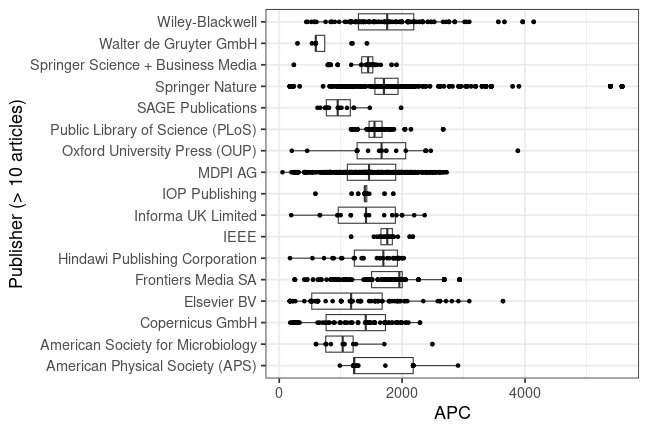 Publisher (> 10 articles)
Wiley-Blackwell
Walter de Gruyter GmbH
Springer Science + Business Media
Springer Nature
SAGE Publications
Public Library of Science (PLoS)
Oxford University Press (OUP)
MDPI AG
IOP Publishing
Informa UK Limited
IEEE
Hindawi Publishing Corporation
Frontiers Media SA
Elsevier BV
Copernicus GmbH
American Society for Microbiology
American Physical Society (APS)
0 2000 4000
APC